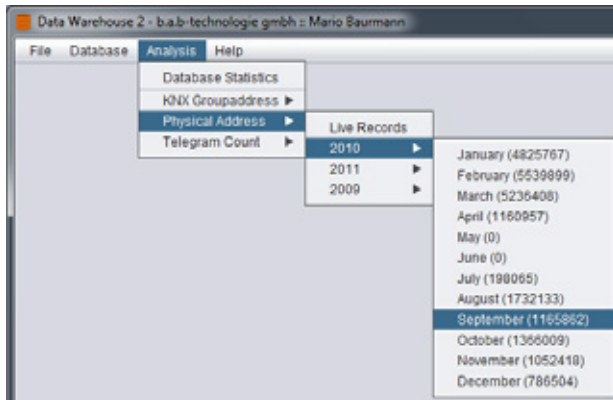 Data Warehouse 2 - b.a.b-technologie gmbh :: Mario Baurmann
File Database Analysis Help
Database Statistics
KNX Groupaddress
Physical Address
Telegram Count
Live Records
2010
2011
2009
January (4825767)
February (5539899)
March (5236408)
April (1160957)
May (0)
June (0)
July (198065)
August (1732133)
September (1165862)
October (1366009)
November (1052418)
December (786504)